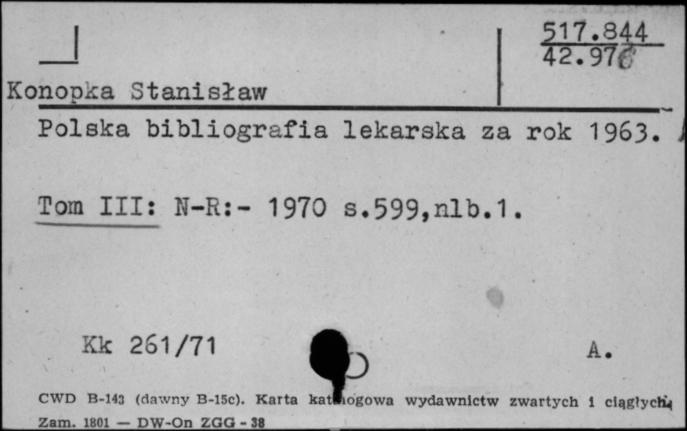 517.844
42.976
Konopka Stanisław
Polska bibliografia lekarska za rok 1963.
Tom III: N-R:- 1970 s.599,nlb.1.
Kk 261/71
A.
CWD B-143 (dawny B-15c). Karta katalogowa wydawnictw zwartych i ciągłych.
Zam. 1801 — DW-On ZGG - 38